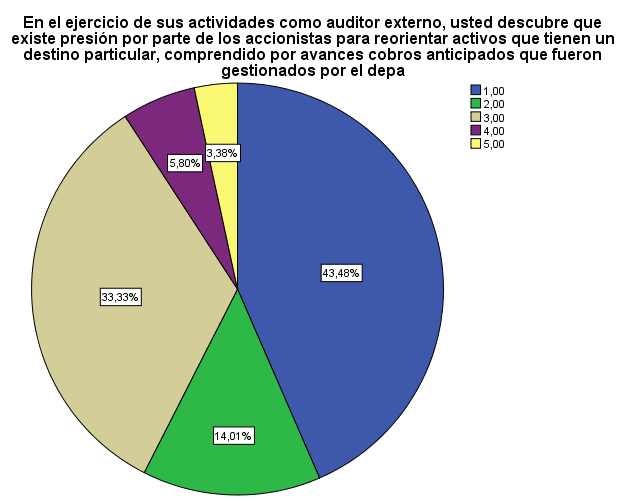 En el ejercicio de sus actividades como auditor externo, usted descubre que
existe presión por parte de los accionistas para reorientar activos que tienen un
destino particular, comprendido por avances cobros anticipados que fueron
gestionados por el depa
1,00
2,00
3,00
4,00
5,00
3,38%
5,80%
43,48%
33,33%
14,01%